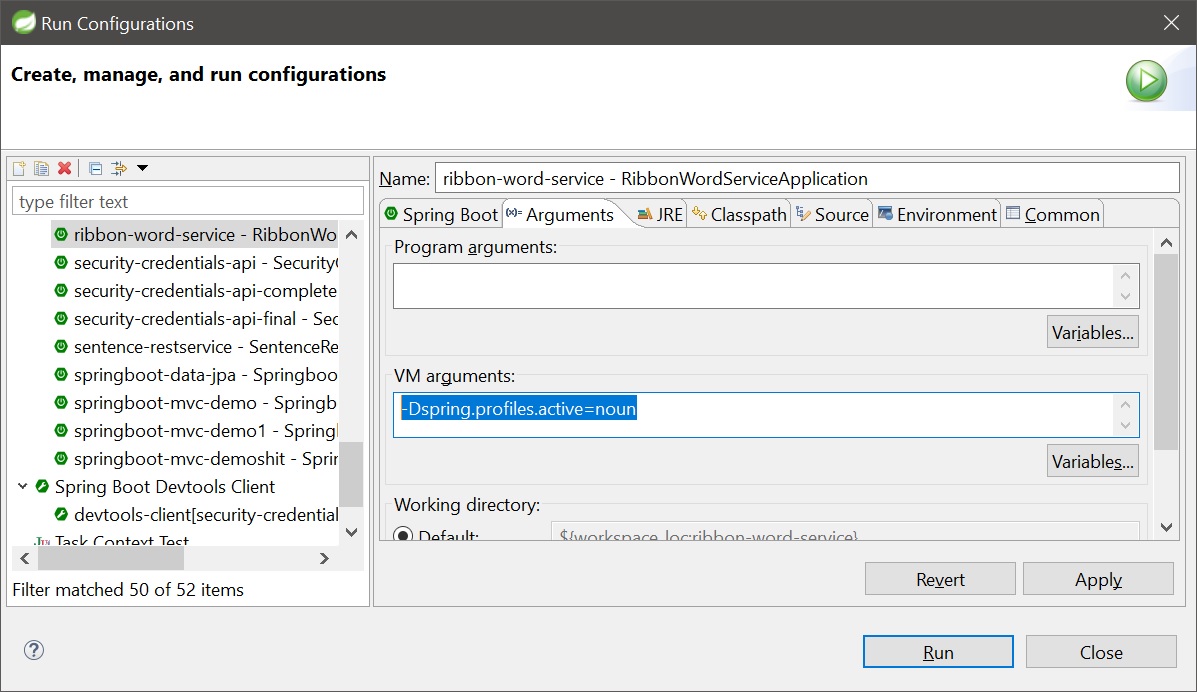 Run Configurations
Create, manage, and run configurations
type filter text
ribbon-word-service - RibbonWo
security-credentials-api - Security
security-credentials-api-complete
security-credentials-api-final - Sec
sentence-restservice - SentenceRe
springboot-data-jpa - Springboo
springboot-mvc-demo - Springb
springboot-mvc-demo1 - Spring
springboot-mvc-demoshit - Sprin
Spring Boot Devtools Client
devtools-client[security-credential
Task Context Test
Filter matched 50 of 52 items
Name: ribbon-word-service - RibbonWordServiceApplication
Spring Boot (x)= Arguments JRE Classpath Source Environment Common
Program arguments:
Variables...
VM arguments:
-Dspring.profiles.active=noun
Variables...
Working directory:
Default: ${workspace_loc:ribbon-word-service}
Revert Apply
? Run Close